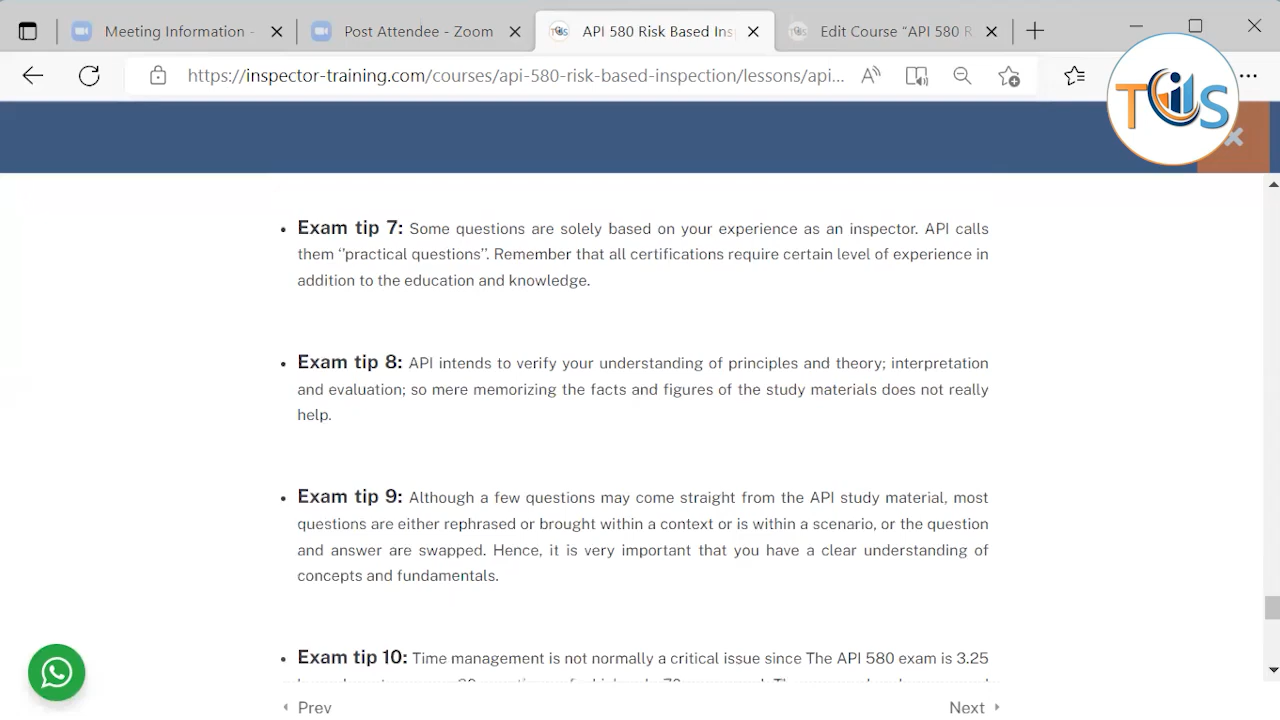 Meeting Information -
Post Attendee - Zoom
API 580 Risk Based Ins
Edit Course “API 580 R
https://inspector-training.com/courses/api-580-risk-based-inspection/lessons/api...
TIIS
Exam tip 7: Some questions are solely based on your experience as an inspector. API calls
them ‘’practical questions’’. Remember that all certifications require certain level of experience in
addition to the education and knowledge.
Exam tip 8: API intends to verify your understanding of principles and theory; interpretation
and evaluation; so mere memorizing the facts and figures of the study materials does not really
help.
Exam tip 9: Although a few questions may come straight from the API study material, most
questions are either rephrased or brought within a context or is within a scenario, or the question
and answer are swapped. Hence, it is very important that you have a clear understanding of
concepts and fundamentals.
Exam tip 10: Time management is not normally a critical issue since The API 580 exam is 3.25
Prev
Next